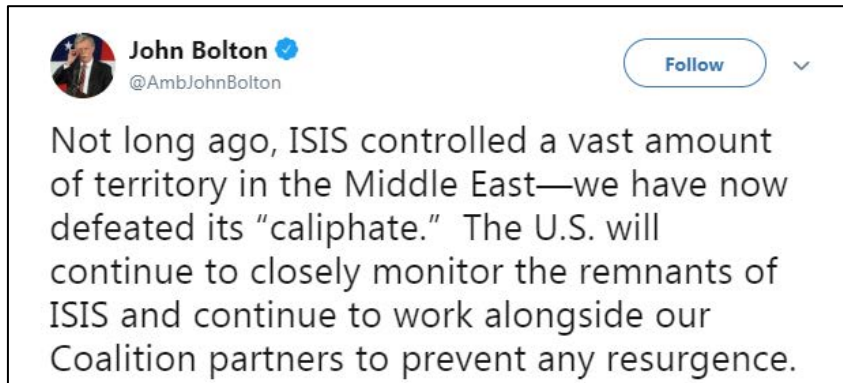 John Bolton
@AmbJohnBolton
Follow
Not long ago, ISIS controlled a vast amount
of territory in the Middle East—we have now
defeated its “caliphate.”  The U.S. will
continue to closely monitor the remnants of
ISIS and continue to work alongside our
Coalition partners to prevent any resurgence.